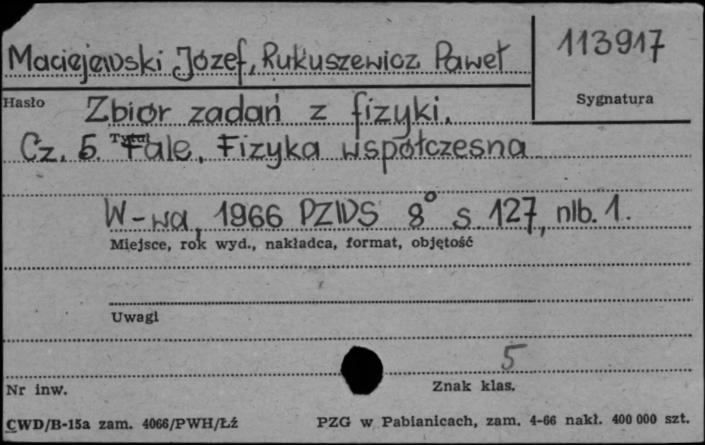 Maciejewski Józef, Rukuszewicz Paweł
113917
Hasło
Sygnatura
Zbiór zadań z fizyki.
Tytuł
Cz. 5. Fale. Fizyka współczesna
W-wa, 1966 PZWS 8° s. 127, nlb. 1.
Miejsce, rok wyd., nakładca, format, objętość
Uwagi
5
Nr inw.
Znak klas.
CWD/B-15a zam. 4066/PWH/Łż
PZG w Pabianicach, zam. 4-66 nakł. 400 000 szt.